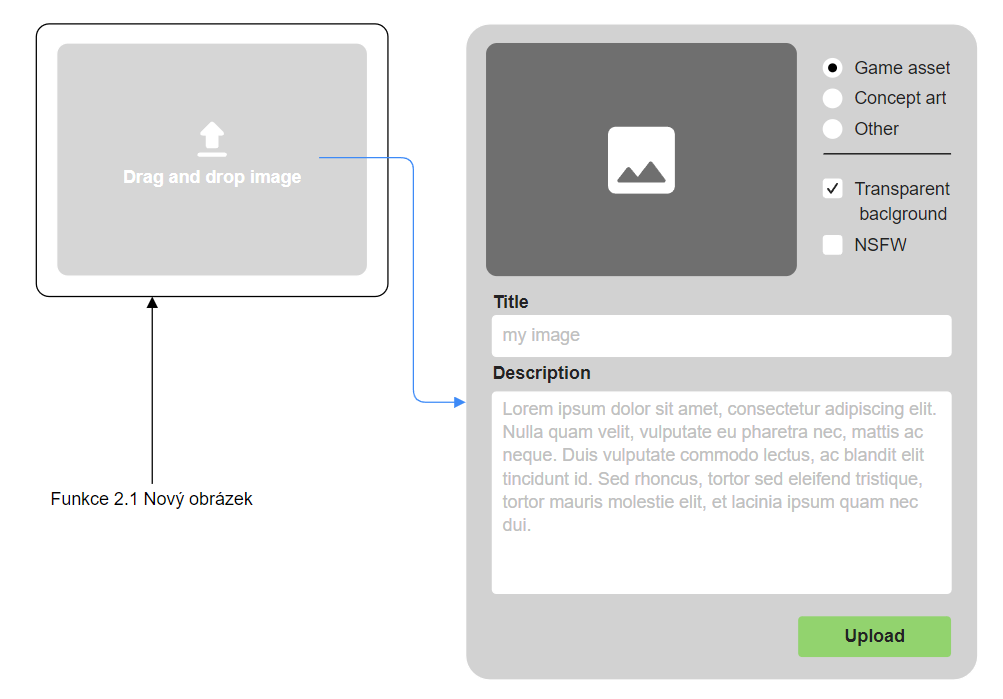 Drag and drop image
Funkce 2.1 Nový obrázek
Game asset
Concept art
Other
Transparent
baclground
NSFW
Title
my image
Description
Lorem ipsum dolor sit amet, consectetur adipiscing elit.
Nulla quam velit, vulputate eu pharetra nec, mattis ac
neque. Duis vulputate commodo lectus, ac blandit elit
tincidunt id. Sed rhoncus, tortor sed eleifend tristique,
tortor mauris molestie elit, et lacinia ipsum quam nec
dui.
Upload